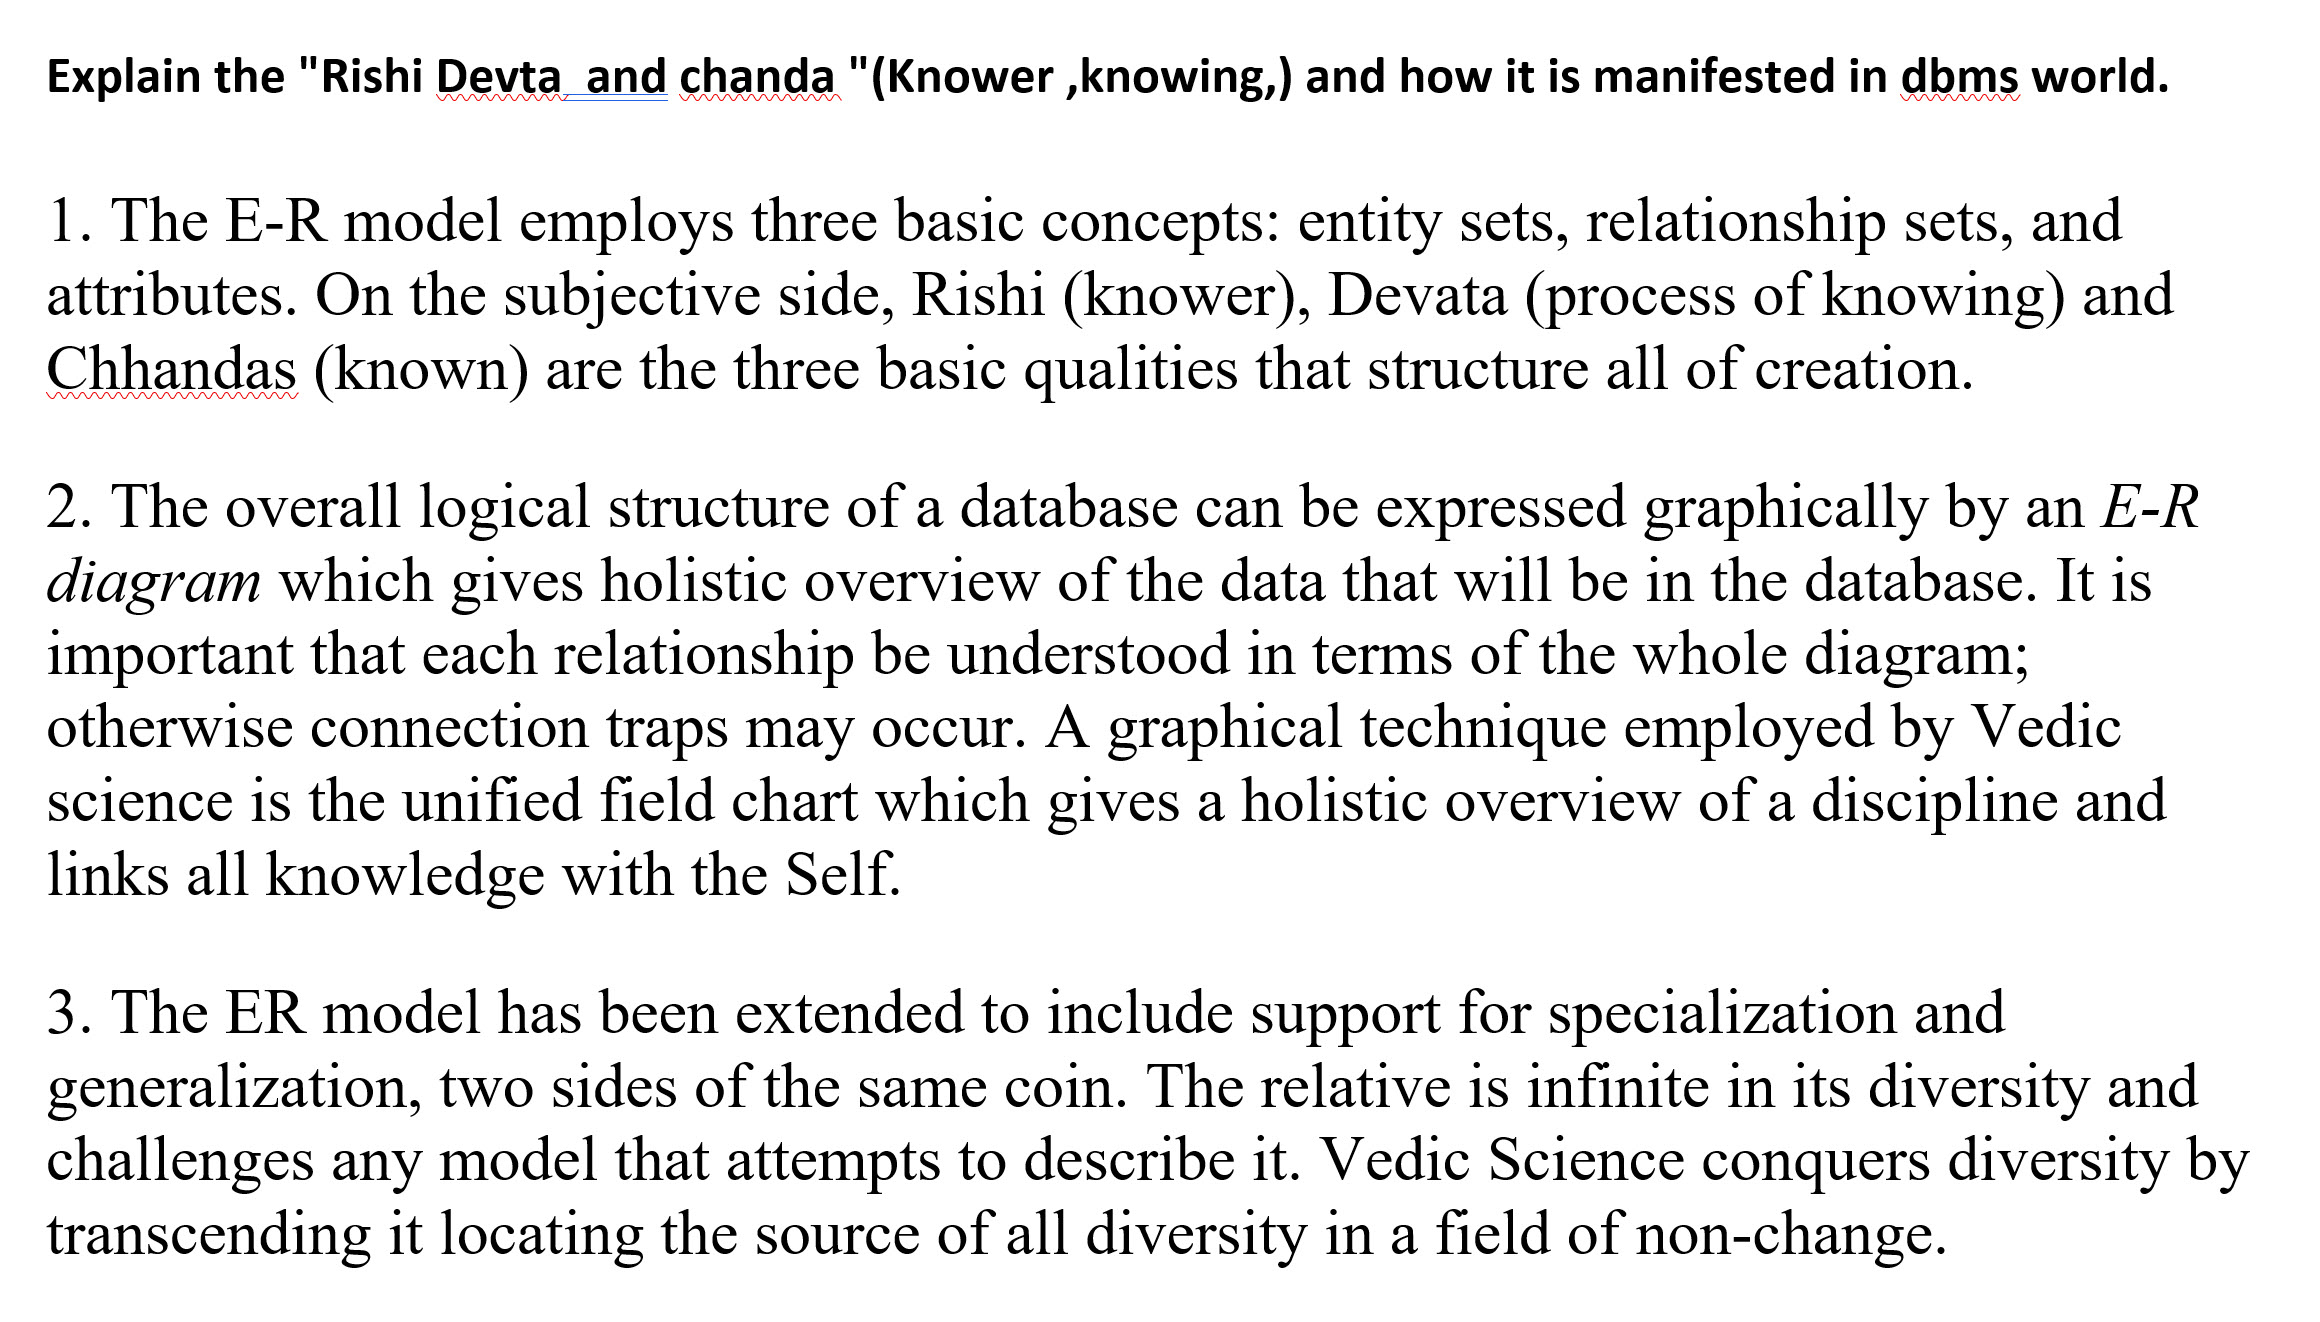 Explain the "Rishi Devta  and chanda "(Knower ,knowing,) and how it is manifested in dbms world.
1. The E-R model employs three basic concepts: entity sets, relationship sets, and
attributes. On the subjective side, Rishi (knower), Devata (process of knowing) and
Chhandas (known) are the three basic qualities that structure all of creation.
2. The overall logical structure of a database can be expressed graphically by an E-R
diagram which gives holistic overview of the data that will be in the database. It is
important that each relationship be understood in terms of the whole diagram;
otherwise connection traps may occur. A graphical technique employed by Vedic
science is the unified field chart which gives a holistic overview of a discipline and
links all knowledge with the Self.
3. The ER model has been extended to include support for specialization and
generalization, two sides of the same coin. The relative is infinite in its diversity and
challenges any model that attempts to describe it. Vedic Science conquers diversity by
transcending it locating the source of all diversity in a field of non-change.